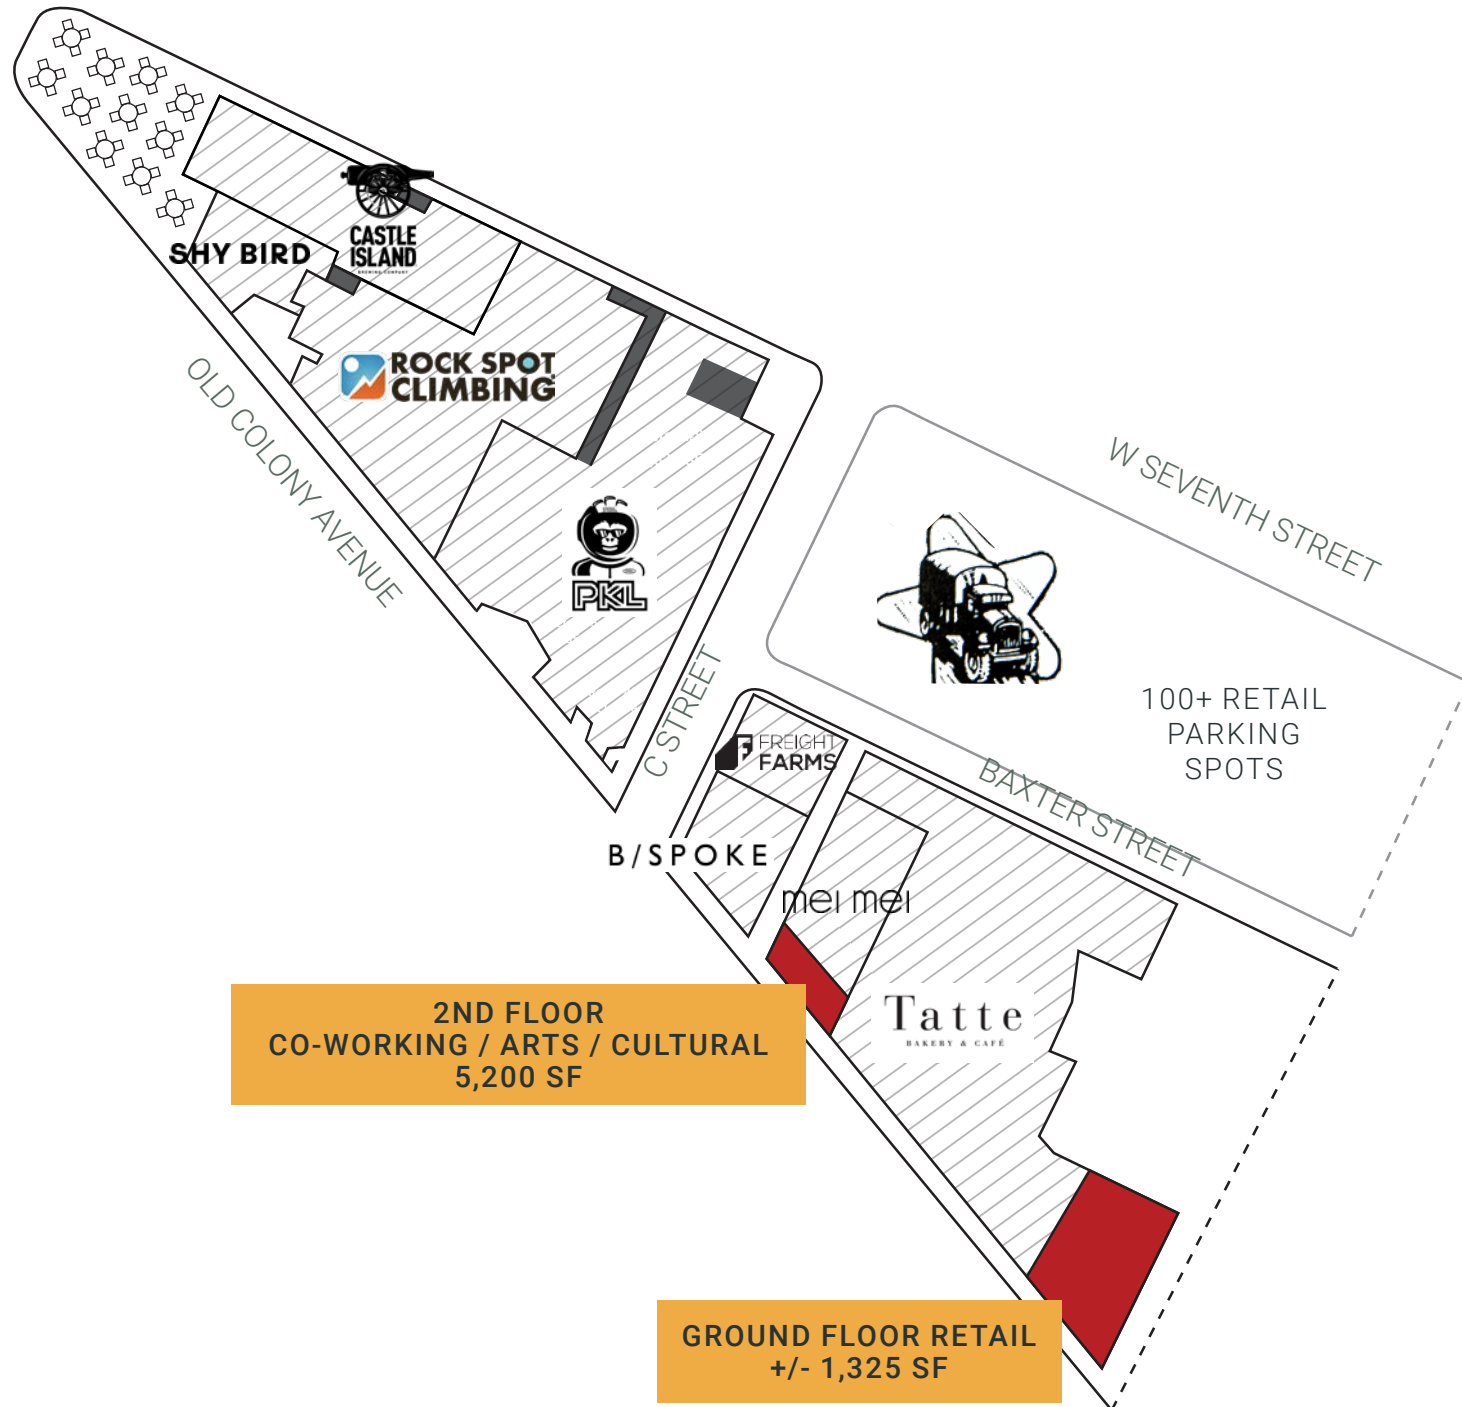 SHY BIRD
CASTLE
ISLAND
BREWING COMPANY
ROCK SPOT
CLIMBING
OLD COLONY AVENUE
PKL
W SEVENTH STREET
C STREET
100+ RETAIL
PARKING
SPOTS
FREIGHT
FARMS
BAXTER STREET
B/SPOKE
mei mei
2ND FLOOR
CO-WORKING / ARTS / CULTURAL
5,200 SF
Tatte
BAKERY & CAFÉ
GROUND FLOOR RETAIL
+/- 1,325 SF